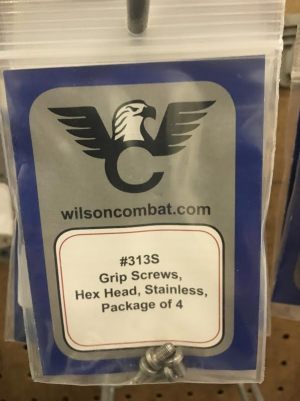 wilsoncombat.com
#313S
Grip Screws,
Hex Head, Stainless,
Package of 4